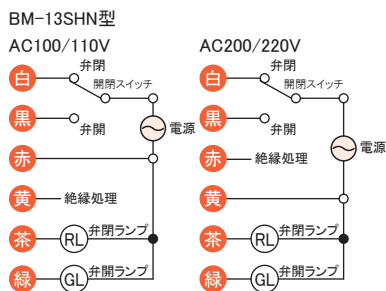 BM-13SHN型
AC100/110V
白
弁閉
開閉スイッチ
黒
弁開
電源
赤
黄
絶縁処理
茶
RL
弁閉ランプ
緑
GL
弁開ランプ
AC200/220V
白
弁閉
開閉スイッチ
黒
弁開
電源
赤
絶縁処理
黄
茶
RL
弁閉ランプ
緑
GL
弁開ランプ